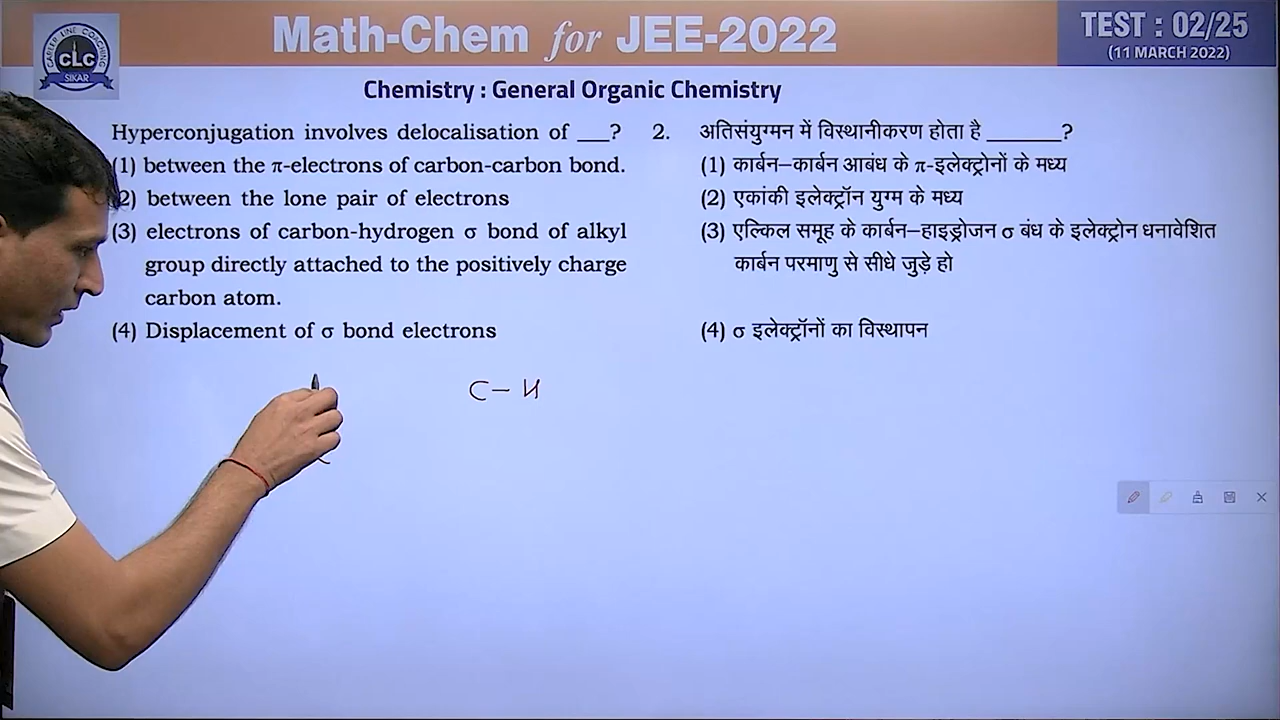 Math-Chem for JEE-2022
TEST : 02/25
(11 MARCH 2022)
CAREER LINE COACHING
CLC
SIKAR
Chemistry : General Organic Chemistry
Hyperconjugation involves delocalisation of ___?
(1) between the π-electrons of carbon-carbon bond.
2) between the lone pair of electrons
(3) electrons of carbon-hydrogen σ bond of alkyl
group directly attached to the positively charge
carbon atom.
(4) Displacement of σ bond electrons
2. अतिसंयुग्मन में विस्थानीकरण होता है _______?
(1) कार्बन–कार्बन आबंध के π-इलेक्ट्रोनों के मध्य
(2) एकांकी इलेक्ट्रॉन युग्म के मध्य
(3) एल्किल समूह के कार्बन–हाइड्रोजन σ बंध के इलेक्ट्रोन धनावेशित
कार्बन परमाणु से सीधे जुड़े हो
(4) σ इलेक्ट्रॉनों का विस्थापन
C – H